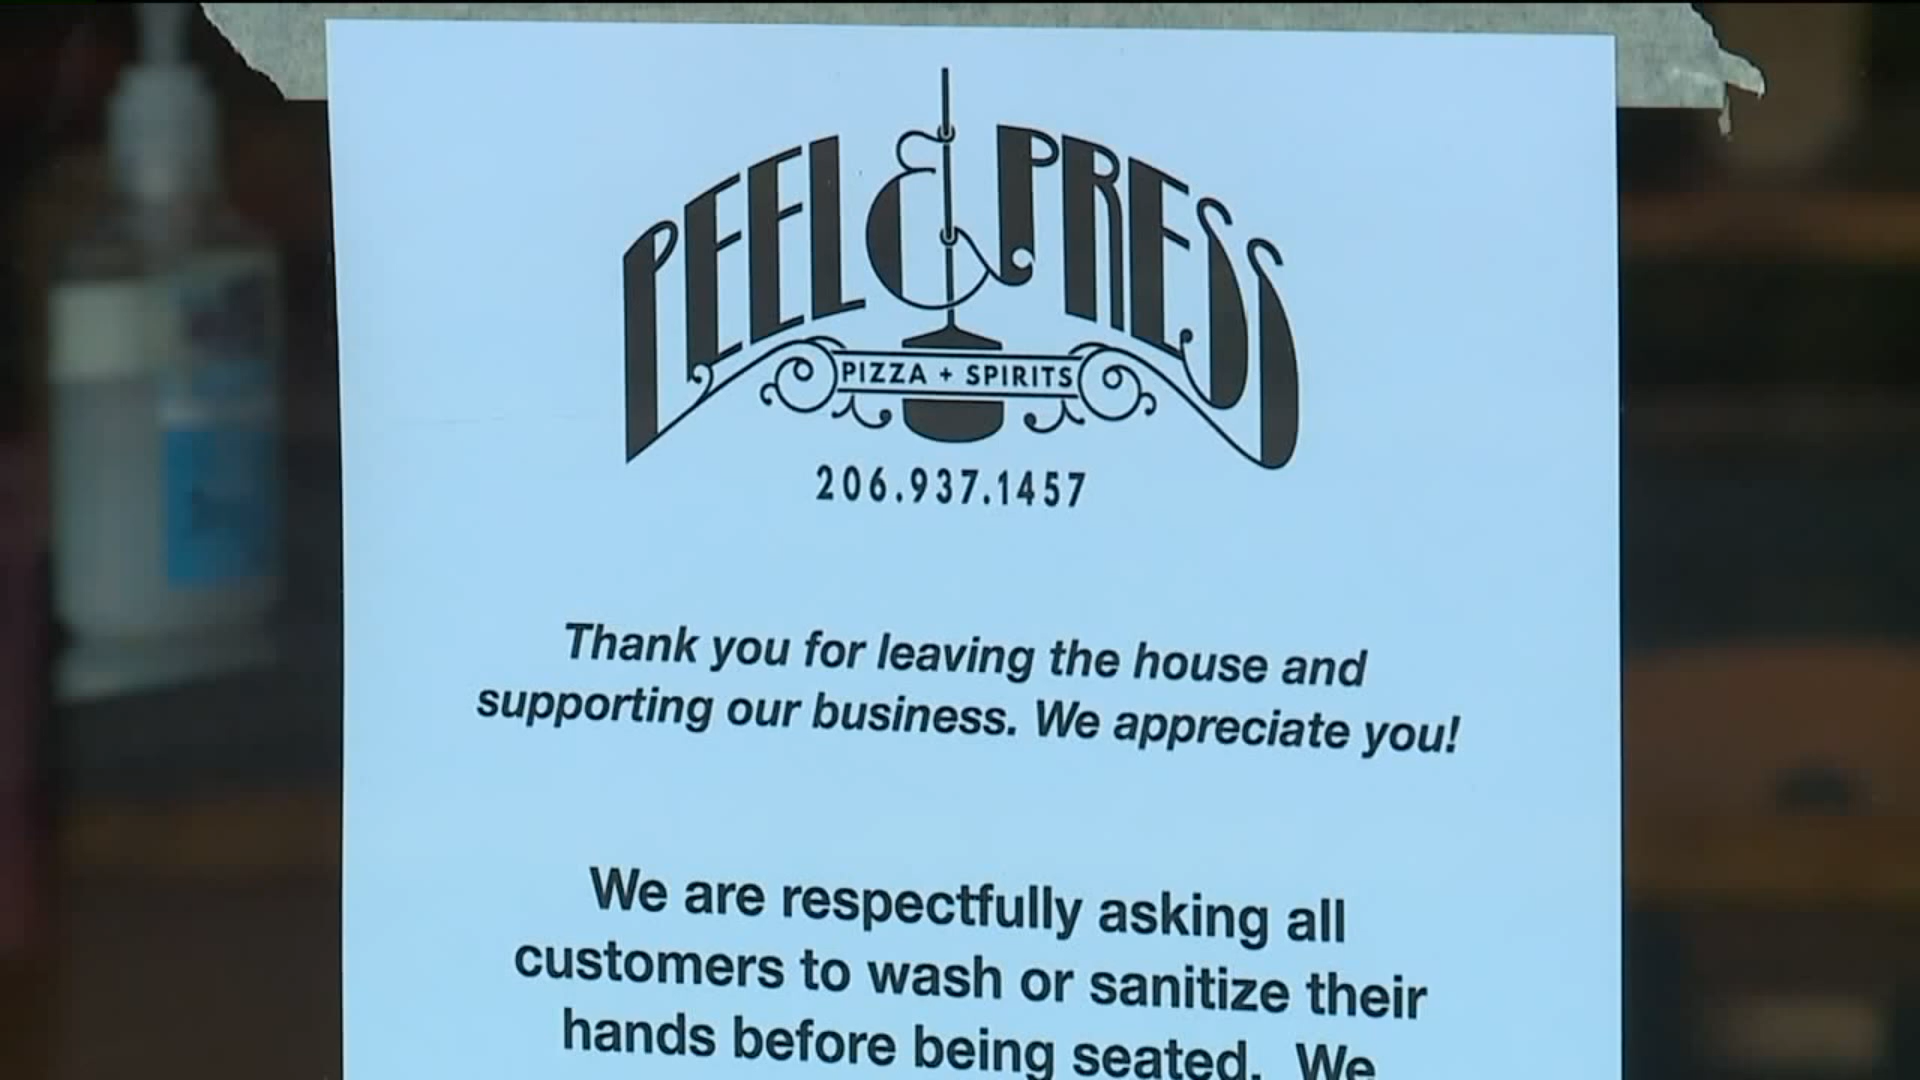 PEEL & PRESS
PIZZA + SPIRITS
206.937.1457
Thank you for leaving the house and
supporting our business. We appreciate you!
We are respectfully asking all
customers to wash or sanitize their
hands before being seated. We